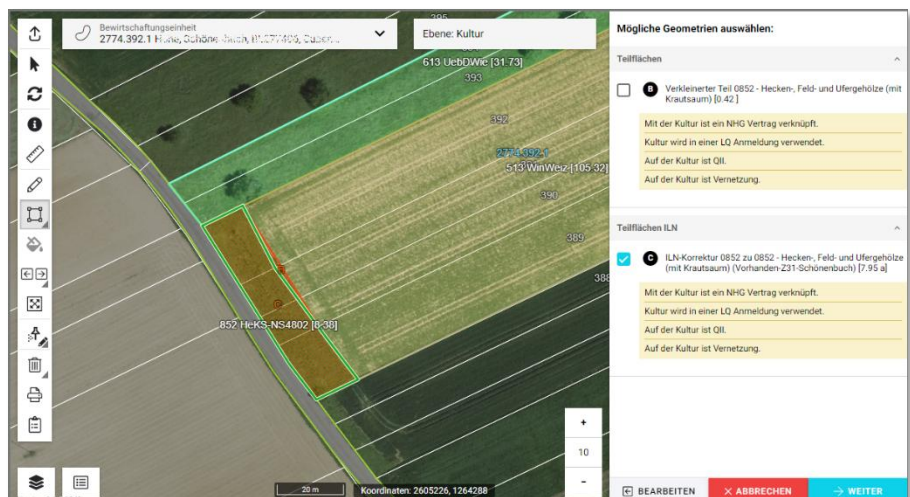 Bewirtschaftungseinheit
2774.392.1
Ebene: Kultur
295
613 UebDWie [31.73]
393
392
2774.392.1
513 WinWeiz [105.32]
390
389
388
852 HeKS-NS4802 [8.38]
20 m
Koordinaten: 2605226, 1264288
+
10
-
Mögliche Geometrien auswählen:
Teilflächen
B Verkleinerter Teil 0852 - Hecken-, Feld- und Ufergehölze (mit
Krautsaum) [0.42 ]
Mit der Kultur ist ein NHG Vertrag verknüpft.
Kultur wird in einer LQ Anmeldung verwendet.
Auf der Kultur ist QII.
Auf der Kultur ist Vernetzung.
Teilflächen ILN
C ILN-Korrektur 0852 zu 0852 - Hecken-, Feld- und Ufergehölze
(mit Krautsaum) (Vorhanden-Z31-Schönenbuch) [7.95 a]
Mit der Kultur ist ein NHG Vertrag verknüpft.
Kultur wird in einer LQ Anmeldung verwendet.
Auf der Kultur ist QII.
Auf der Kultur ist Vernetzung.
BEARBEITEN
ABBRECHEN
WEITER